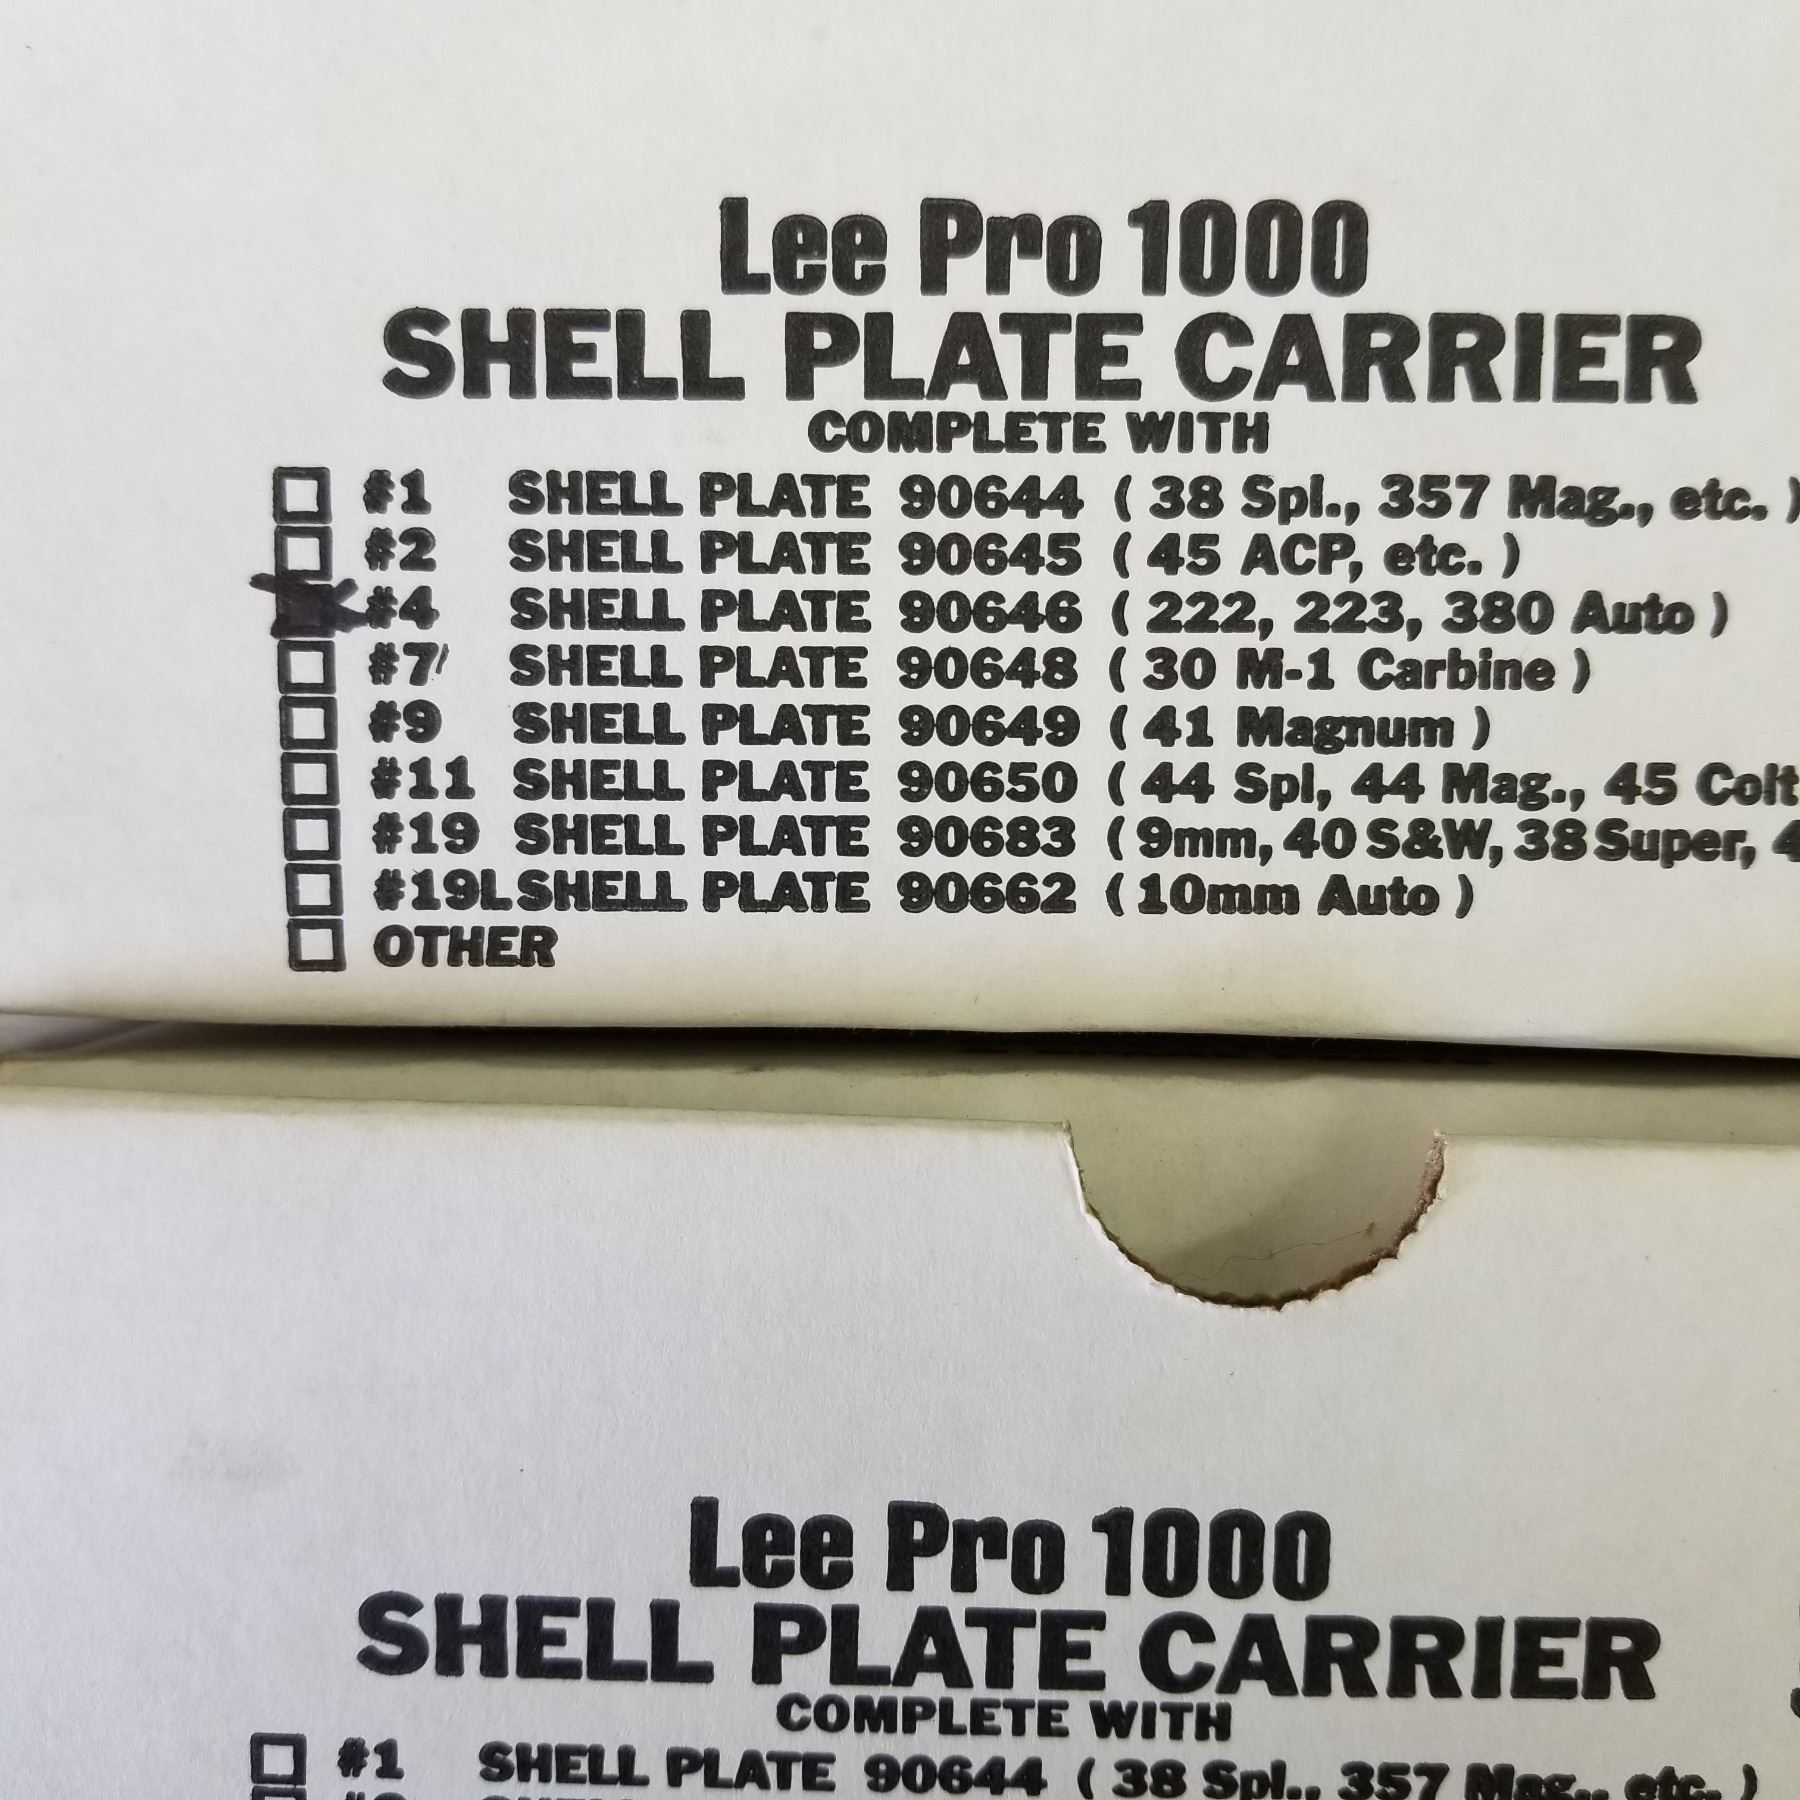 Lee Pro 1000
SHELL PLATE CARRIER
COMPLETE WITH
#1 SHELL PLATE 90644 ( 38 Spl., 357 Mag., etc. )
#2 SHELL PLATE 90645 ( 45 ACP, etc. )
#4 SHELL PLATE 90646 ( 222, 223, 380 Auto )
#7 SHELL PLATE 90648 ( 30 M-1 Carbine )
#9 SHELL PLATE 90649 ( 41 Magnum )
#11 SHELL PLATE 90650 ( 44 Spl, 44 Mag., 45 Colt
#19 SHELL PLATE 90683 ( 9mm, 40 S&W, 38 Super, 4
#19L SHELL PLATE 90662 ( 10mm Auto )
OTHER
Lee Pro 1000
SHELL PLATE CARRIER
COMPLETE WITH
#1 SHELL PLATE 90644 ( 38 Spl., 357 Mag., etc. )